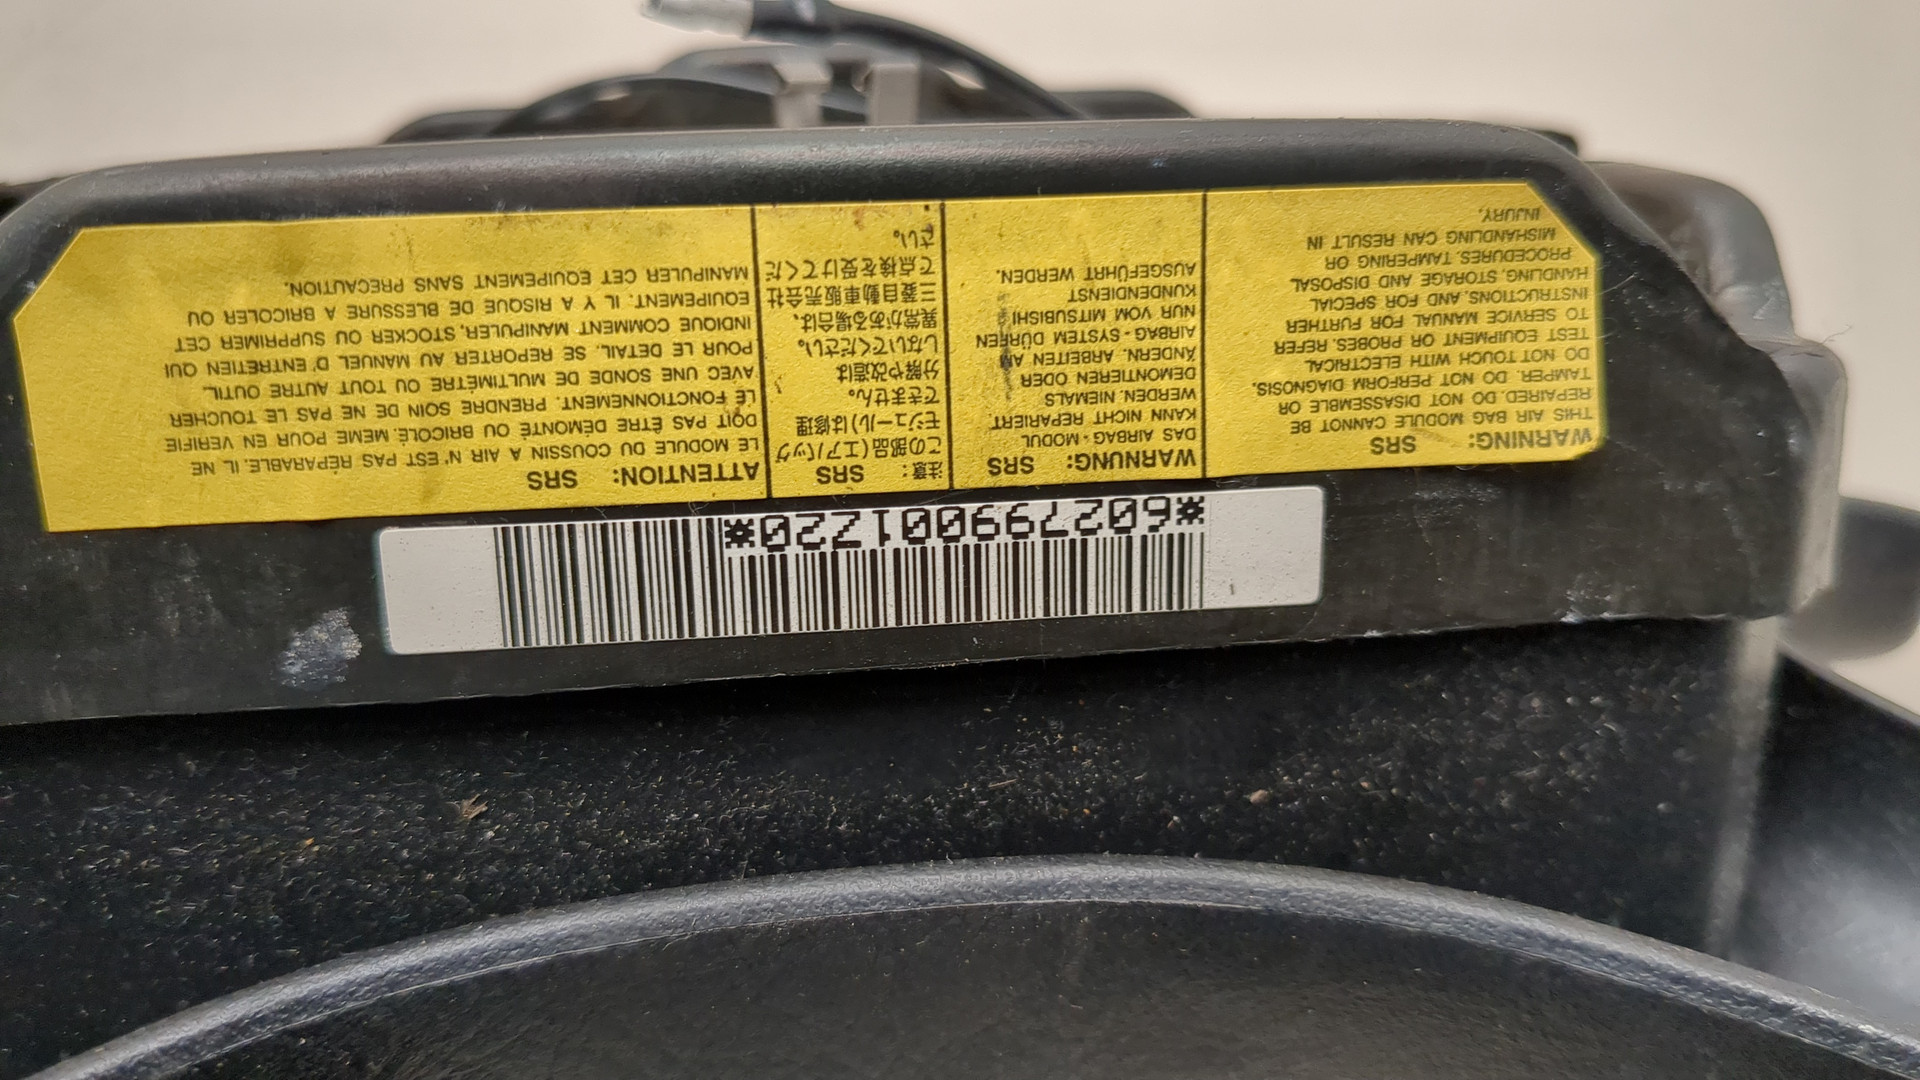 WARNING: SRS
THIS AIR BAG MODULE CANNOT BE
REPAIRED. DO NOT DISASSEMBLE OR
TAMPER. DO NOT PERFORM DIAGNOSIS.
DO NOT TOUCH WITH ELECTRICAL
TEST EQUIPMENT OR PROBES. REFER
TO SERVICE MANUAL FOR FURTHER
INSTRUCTIONS. AND FOR SPECIAL
HANDLING. STORAGE AND DISPOSAL
PROCEDURES. TAMPERING OR
MISHANDLING CAN RESULT IN
INJURY.
WARNUNG: SRS
DAS AIRBAG-MODUL
KANN NICHT REPARIERT
WERDEN. NIEMALS
DEMONTIEREN ODER
ÄNDERN. ARBEITEN AM
AIRBAG-SYSTEM DÜRFEN
NUR VOM MITSUBISHI
KUNDENDIENST
AUSGEFÜHRT WERDEN.
注意: SRS
この部品(エアバッグ
モジュール)は修理
できません。
分解や改造は
しないでください。
異常がある場合は、
三菱自動車販売会社
で点検を受けてくだ
さい。
ATTENTION: SRS
LE MODULE DU COUSSIN A AIR N'EST PAS RÉPARABLE. IL NE
DOIT PAS ÊTRE DÉMONTÉ OU BRICOLÉ. MEME POUR EN VERIFIE
LE FONCTIONNEMENT. PRENDRE SOIN DE NE PAS LE TOUCHER
AVEC UNE SONDE DE MULTIMÉTRE OU TOUT AUTRE OUTIL.
POUR LE DETAIL. SE REPORTER AU MANUEL D'ENTRETIEN QUI
INDIQUE COMMENT MANIPULER, STOCKER OU SUPPRIMER CET
EQUIPEMENT. IL Y A RISQUE DE BLESSURE A BRICOLER OU
MANIPULER CET EQUIPEMENT SANS PRECAUTION.
*602799001Z20*